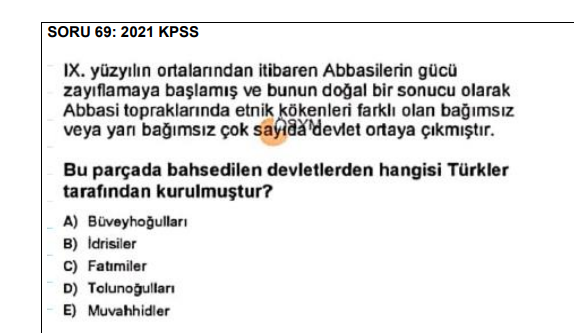 SORU 69: 2021 KPSS
IX. yüzyılın ortalarından itibaren Abbasilerin gücü
zayıflamaya başlamış ve bunun doğal bir sonucu olarak
Abbasi topraklarında etnik kökenleri farklı olan bağımsız
veya yarı bağımsız çok sayıda devlet ortaya çıkmıştır.
Bu parçada bahsedilen devletlerden hangisi Türkler
tarafından kurulmuştur?
A) Büveyhoğulları
B) İdrisiler
C) Fatımiler
D) Tolunoğulları
E) Muvahhidler